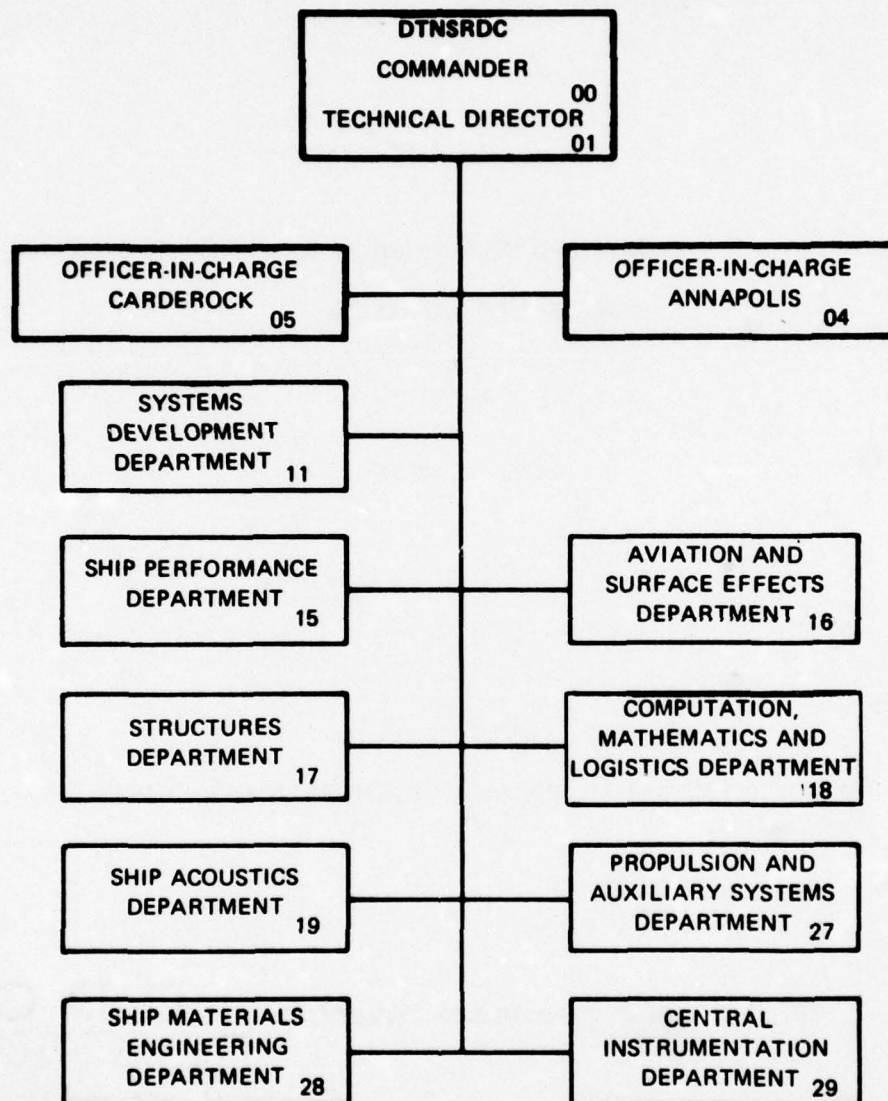 DTNSRDC
COMMANDER
00
TECHNICAL DIRECTOR
01
OFFICER-IN-CHARGE
CARDEROCK
05
OFFICER-IN-CHARGE
ANNAPOLIS
04
SYSTEMS
DEVELOPMENT
DEPARTMENT
11
SHIP PERFORMANCE
DEPARTMENT
15
AVIATION AND
SURFACE EFFECTS
DEPARTMENT
16
STRUCTURES
DEPARTMENT
17
COMPUTATION,
MATHEMATICS AND
LOGISTICS DEPARTMENT
18
SHIP ACOUSTICS
DEPARTMENT
19
PROPULSION AND
AUXILIARY SYSTEMS
DEPARTMENT
27
SHIP MATERIALS
ENGINEERING
DEPARTMENT
28
CENTRAL
INSTRUMENTATION
DEPARTMENT
29